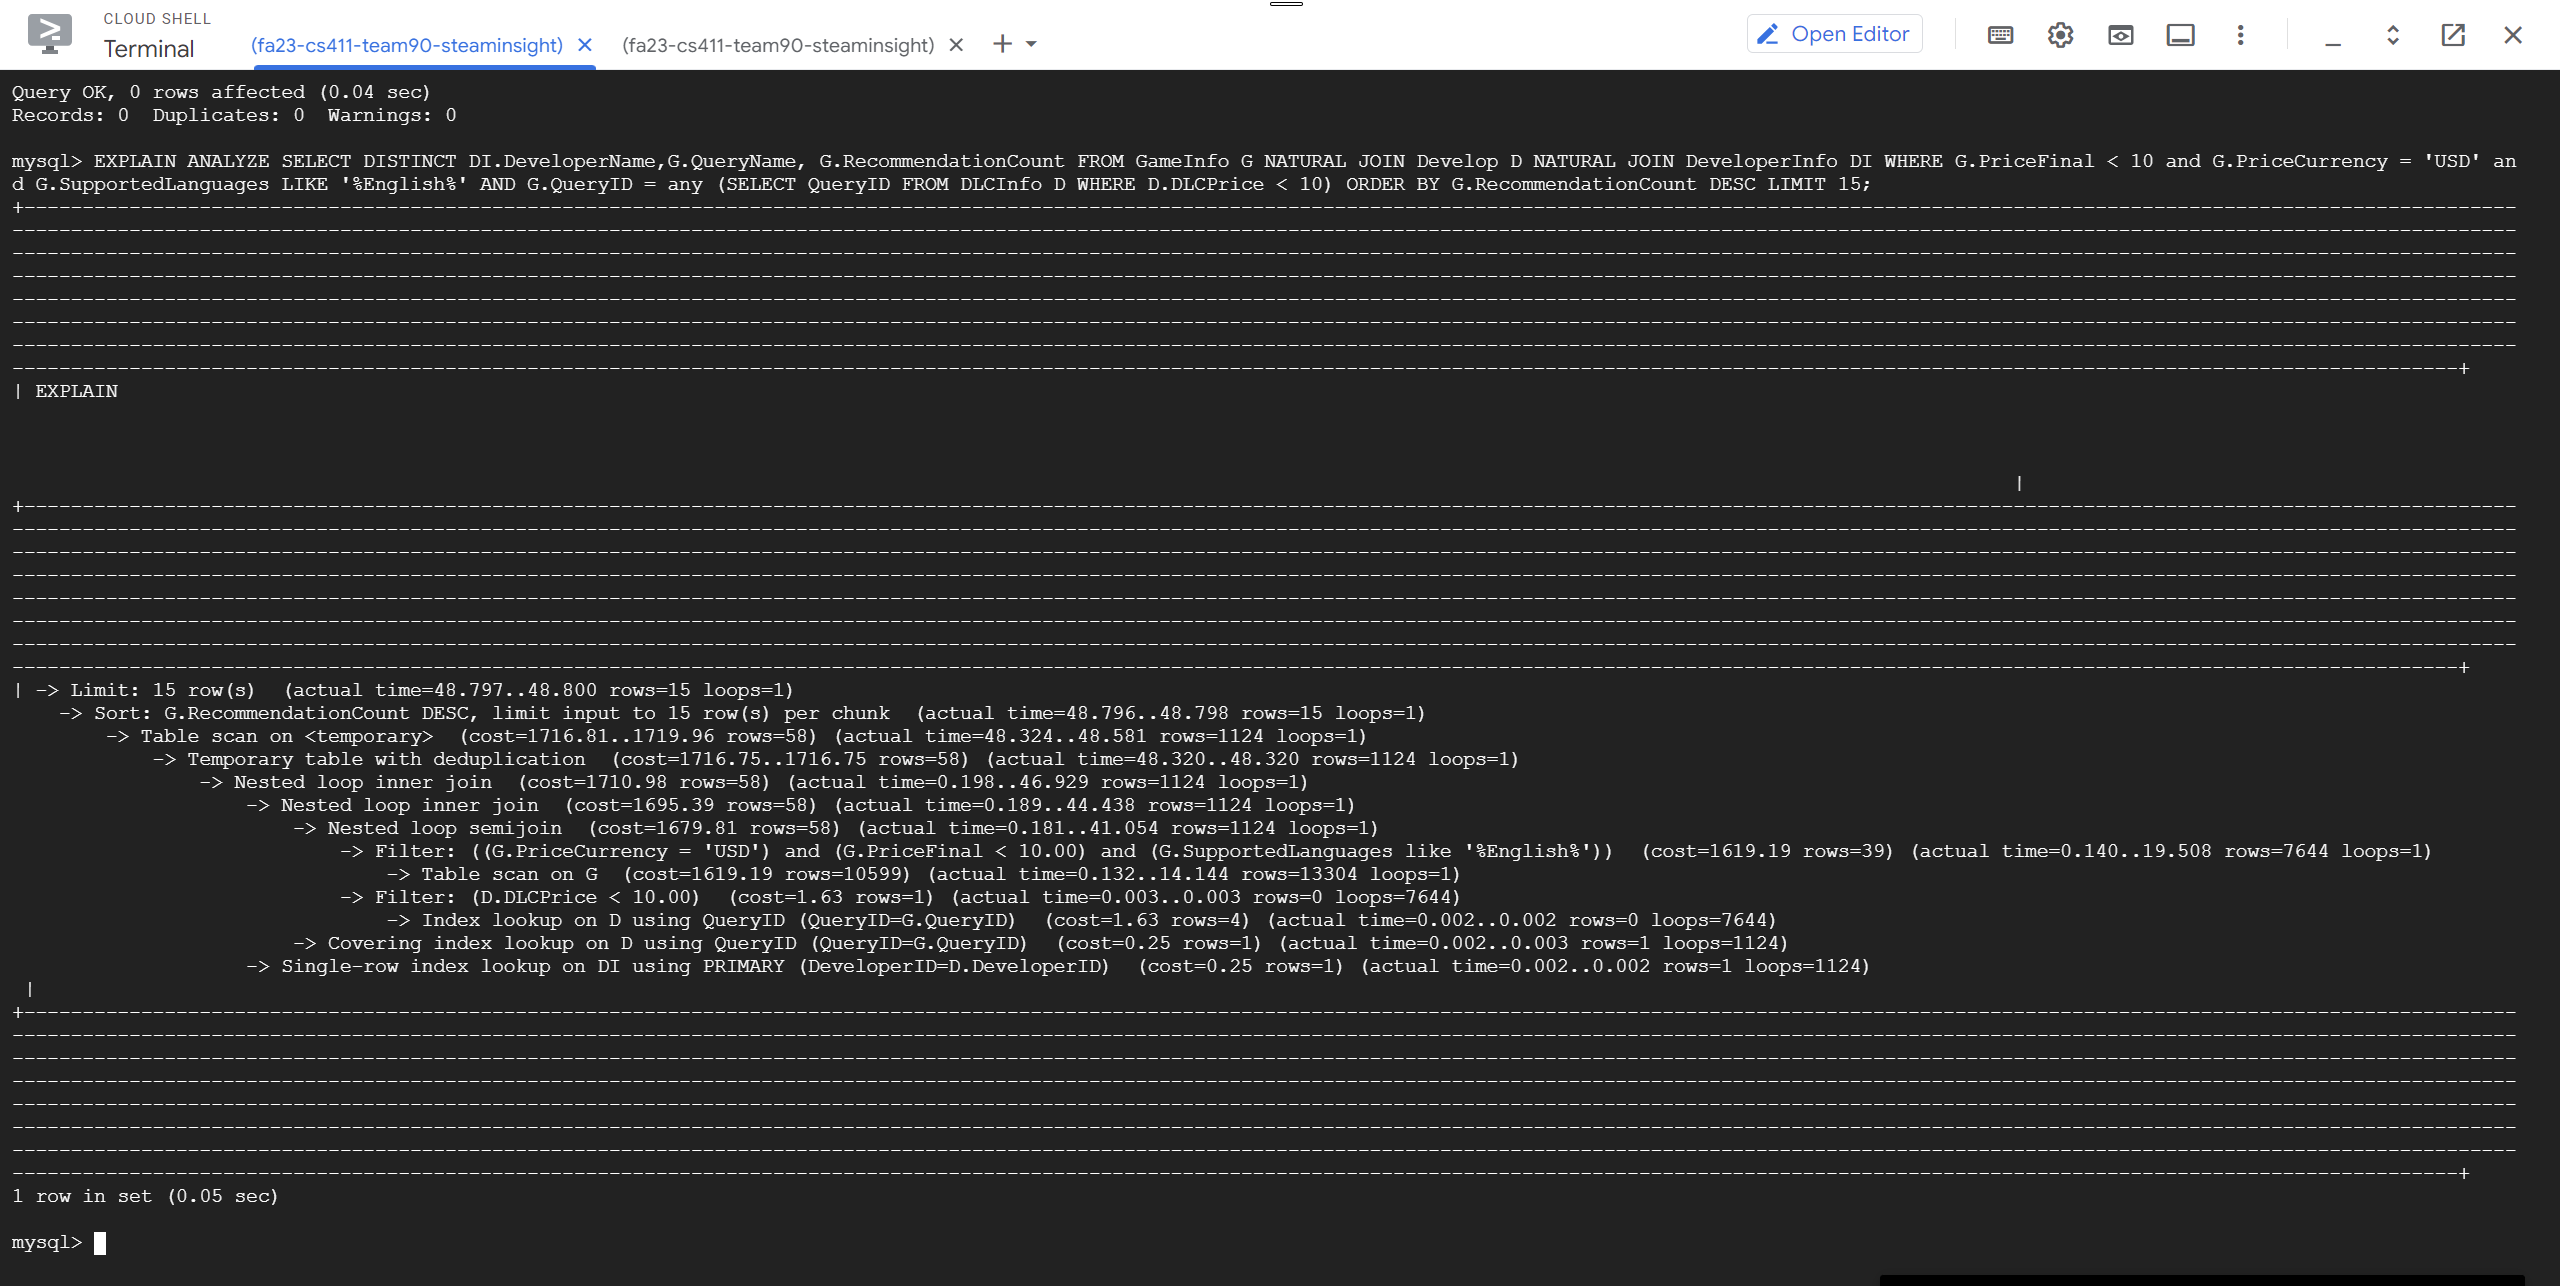 CLOUD SHELL
Terminal
(fa23-cs411-team90-steaminsight)
(fa23-cs411-team90-steaminsight)
Open Editor
Query OK, 0 rows affected (0.04 sec)
Records: 0  Duplicates: 0  Warnings: 0
mysql> EXPLAIN ANALYZE SELECT DISTINCT DI.DeveloperName,G.QueryName, G.RecommendationCount FROM GameInfo G NATURAL JOIN Develop D NATURAL JOIN DeveloperInfo DI WHERE G.PriceFinal < 10 and G.PriceCurrency = 'USD' an
d G.SupportedLanguages LIKE '%English%' AND G.QueryID = any (SELECT QueryID FROM DLCInfo D WHERE D.DLCPrice < 10) ORDER BY G.RecommendationCount DESC LIMIT 15;
| EXPLAIN
|
| -> Limit: 15 row(s)  (actual time=48.797..48.800 rows=15 loops=1)
    -> Sort: G.RecommendationCount DESC, limit input to 15 row(s) per chunk  (actual time=48.796..48.798 rows=15 loops=1)
        -> Table scan on <temporary>  (cost=1716.81..1719.96 rows=58) (actual time=48.324..48.581 rows=1124 loops=1)
            -> Temporary table with deduplication  (cost=1716.75..1716.75 rows=58) (actual time=48.320..48.320 rows=1124 loops=1)
                -> Nested loop inner join  (cost=1710.98 rows=58) (actual time=0.198..46.929 rows=1124 loops=1)
                    -> Nested loop inner join  (cost=1695.39 rows=58) (actual time=0.189..44.438 rows=1124 loops=1)
                        -> Nested loop semijoin  (cost=1679.81 rows=58) (actual time=0.181..41.054 rows=1124 loops=1)
                            -> Filter: ((G.PriceCurrency = 'USD') and (G.PriceFinal < 10.00) and (G.SupportedLanguages like '%English%'))  (cost=1619.19 rows=39) (actual time=0.140..19.508 rows=7644 loops=1)
                                -> Table scan on G  (cost=1619.19 rows=10599) (actual time=0.132..14.144 rows=13304 loops=1)
                            -> Filter: (D.DLCPrice < 10.00)  (cost=1.63 rows=1) (actual time=0.003..0.003 rows=0 loops=7644)
                                -> Index lookup on D using QueryID (QueryID=G.QueryID)  (cost=1.63 rows=4) (actual time=0.002..0.002 rows=0 loops=7644)
                        -> Covering index lookup on D using QueryID (QueryID=G.QueryID)  (cost=0.25 rows=1) (actual time=0.002..0.003 rows=1 loops=1124)
                    -> Single-row index lookup on DI using PRIMARY (DeveloperID=D.DeveloperID)  (cost=0.25 rows=1) (actual time=0.002..0.002 rows=1 loops=1124)
 |
1 row in set (0.05 sec)
mysql>